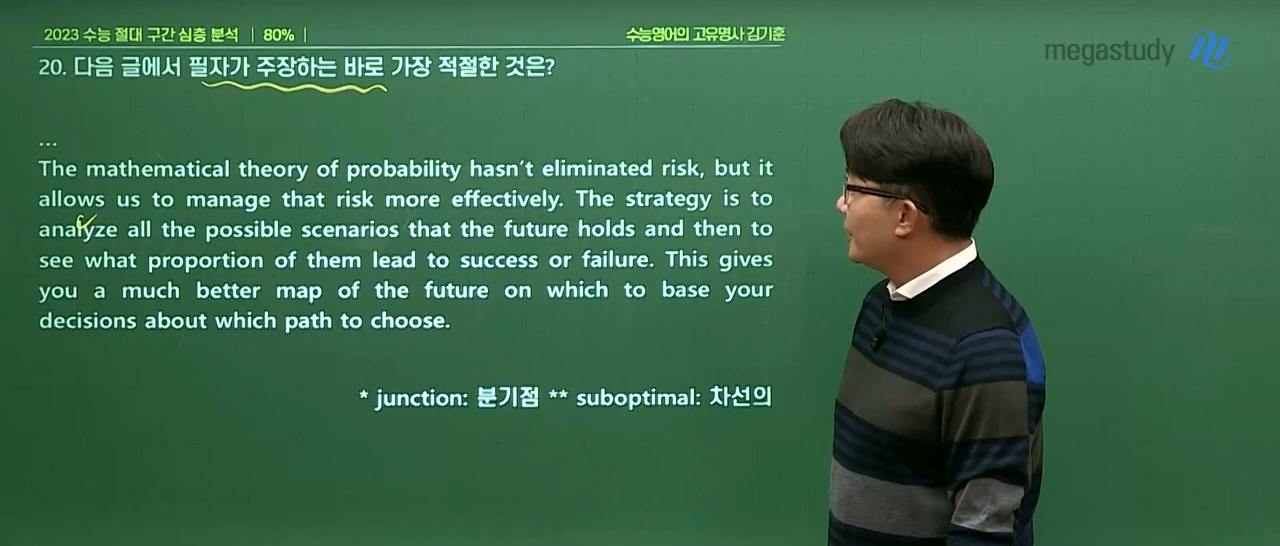 2023 수능 절대 구간 심층 분석 | 80% |
수능영어의 고유명사 김기훈
megastudy
20. 다음 글에서 필자가 주장하는 바로 가장 적절한 것은?
...
The mathematical theory of probability hasn't eliminated risk, but it
allows us to manage that risk more effectively. The strategy is to
analyze all the possible scenarios that the future holds and then to
see what proportion of them lead to success or failure. This gives
you a much better map of the future on which to base your
decisions about which path to choose.
* junction: 분기점 ** suboptimal: 차선의